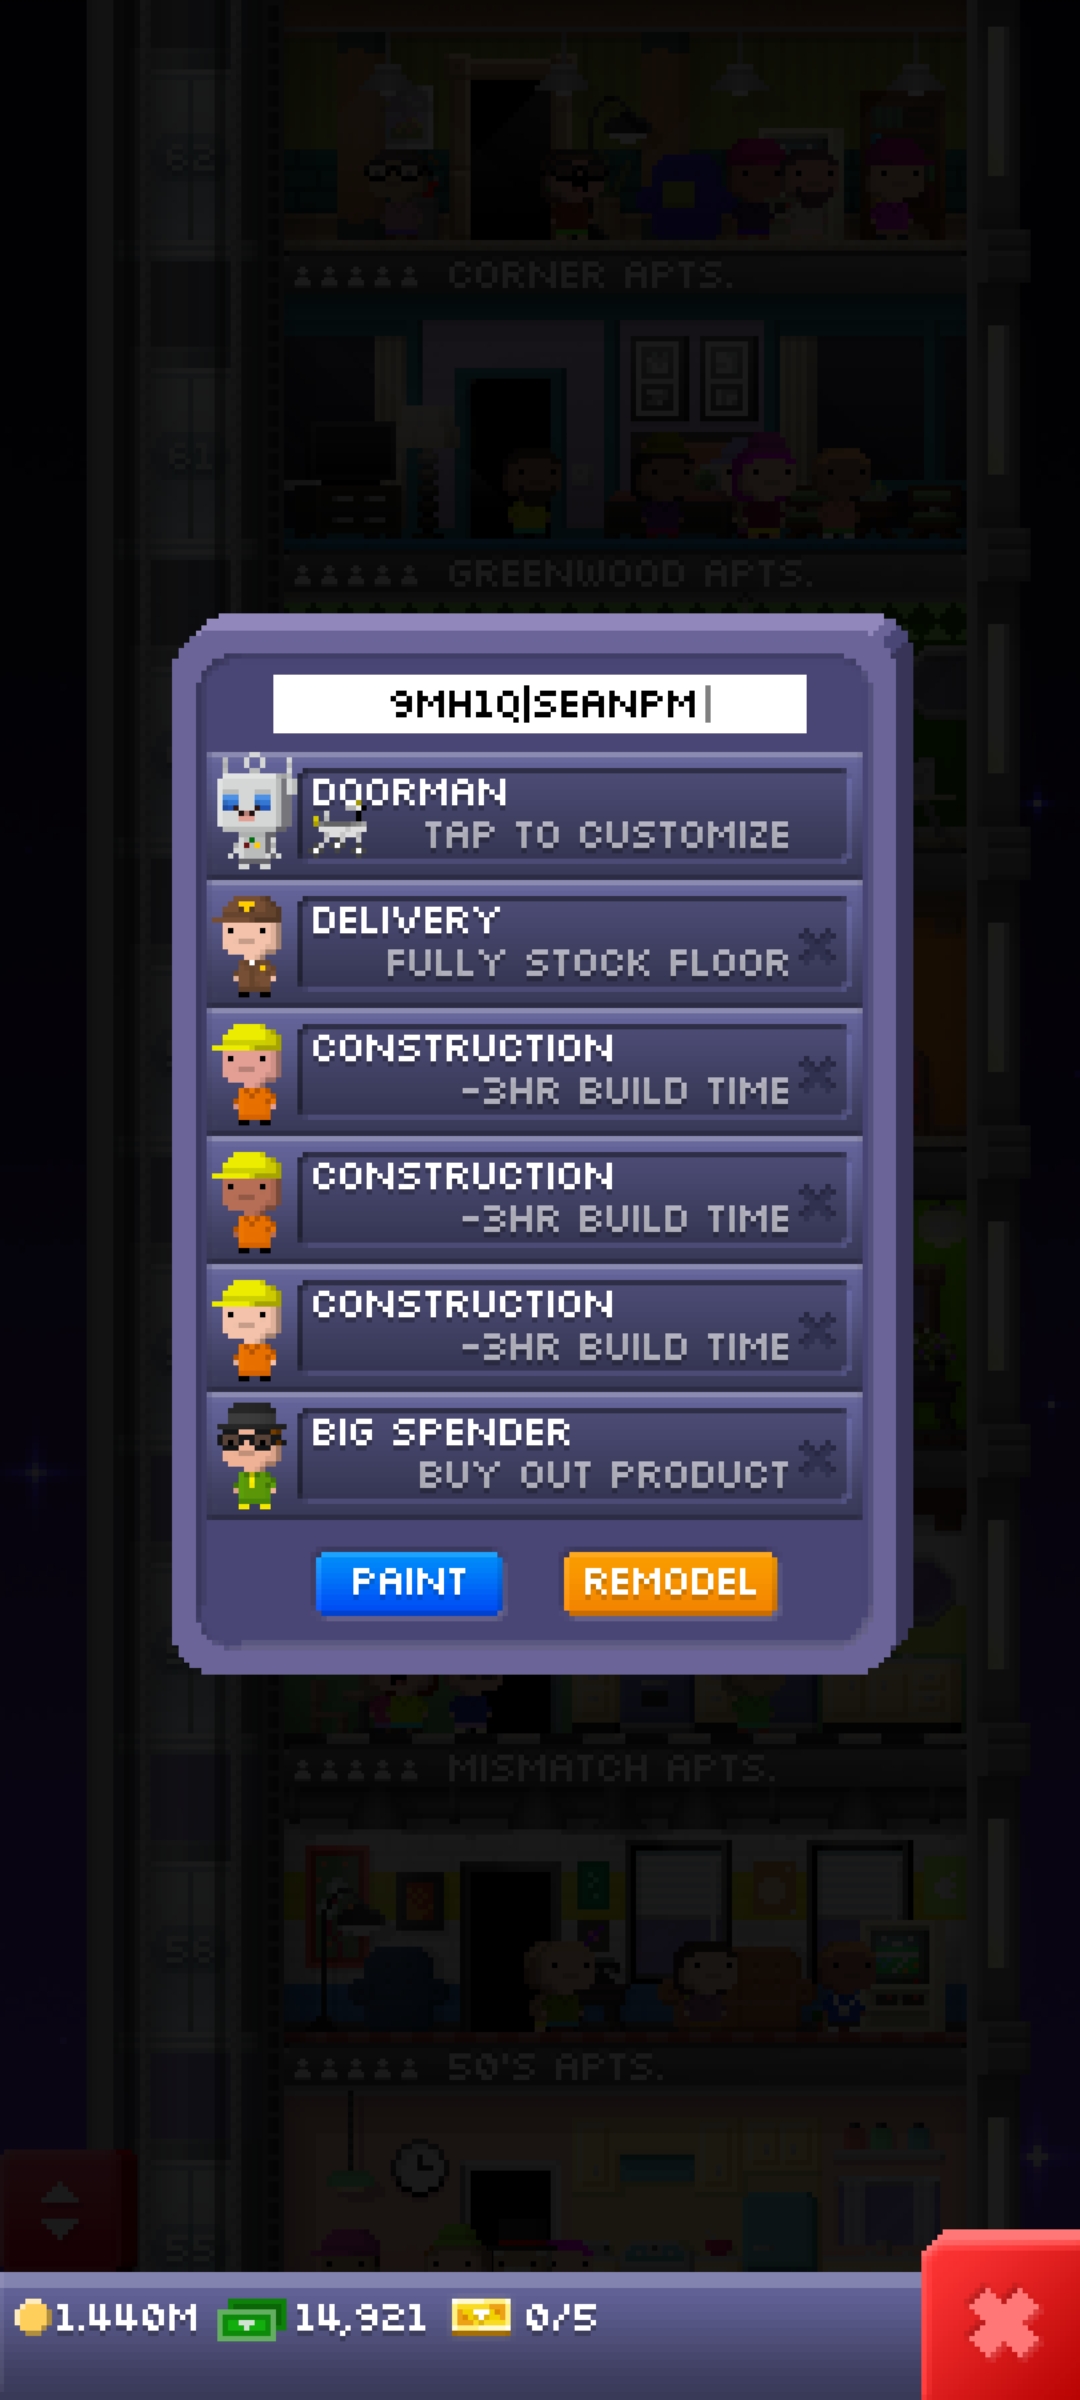 62
CORNER APTS.
61
GREENWOOD APTS.
9MH1Q|SEANPM
DOORMAN
TAP TO CUSTOMIZE
DELIVERY
FULLY STOCK FLOOR
CONSTRUCTION
-3HR BUILD TIME
CONSTRUCTION
-3HR BUILD TIME
CONSTRUCTION
-3HR BUILD TIME
BIG SPENDER
BUY OUT PRODUCT
PAINT REMODEL
MISMATCH APTS.
56
50'S APTS.
55
1.440M 14,921 0/5